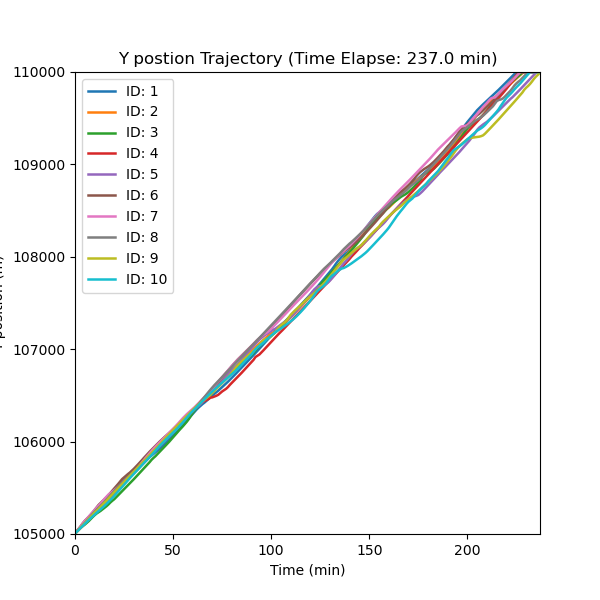 Y postion Trajectory (Time Elapse: 237.0 min)
110000
109000
108000
107000
106000
105000
ID: 1
ID: 2
ID: 3
ID: 4
ID: 5
ID: 6
ID: 7
ID: 8
ID: 9
ID: 10
0 50 100 150 200
Time (min)